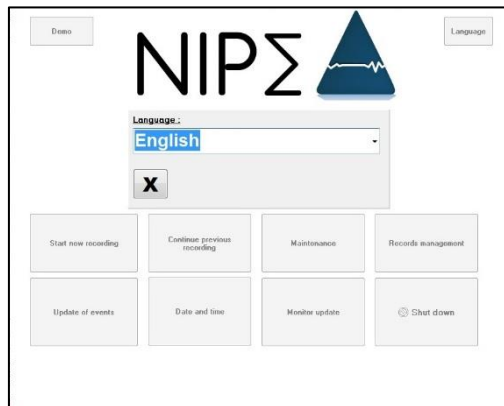 Demo
NIPΣ
Language
Language :
English
X
Start new recording
Continue previous
recording
Maintenance
Records management
Update of events
Date and time
Monitor update
Shut down